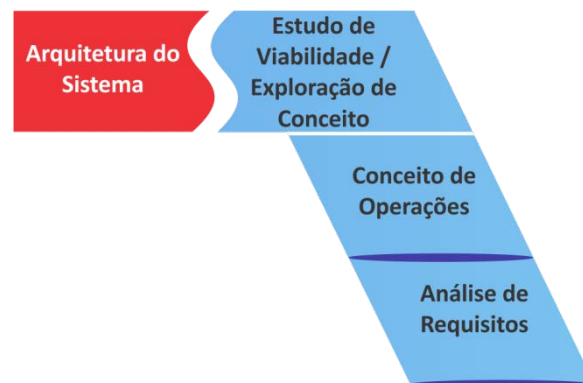 Arquitetura do
Sistema
Estudo de
Viabilidade /
Exploração de
Conceito
Conceito de
Operações
Análise de
Requisitos